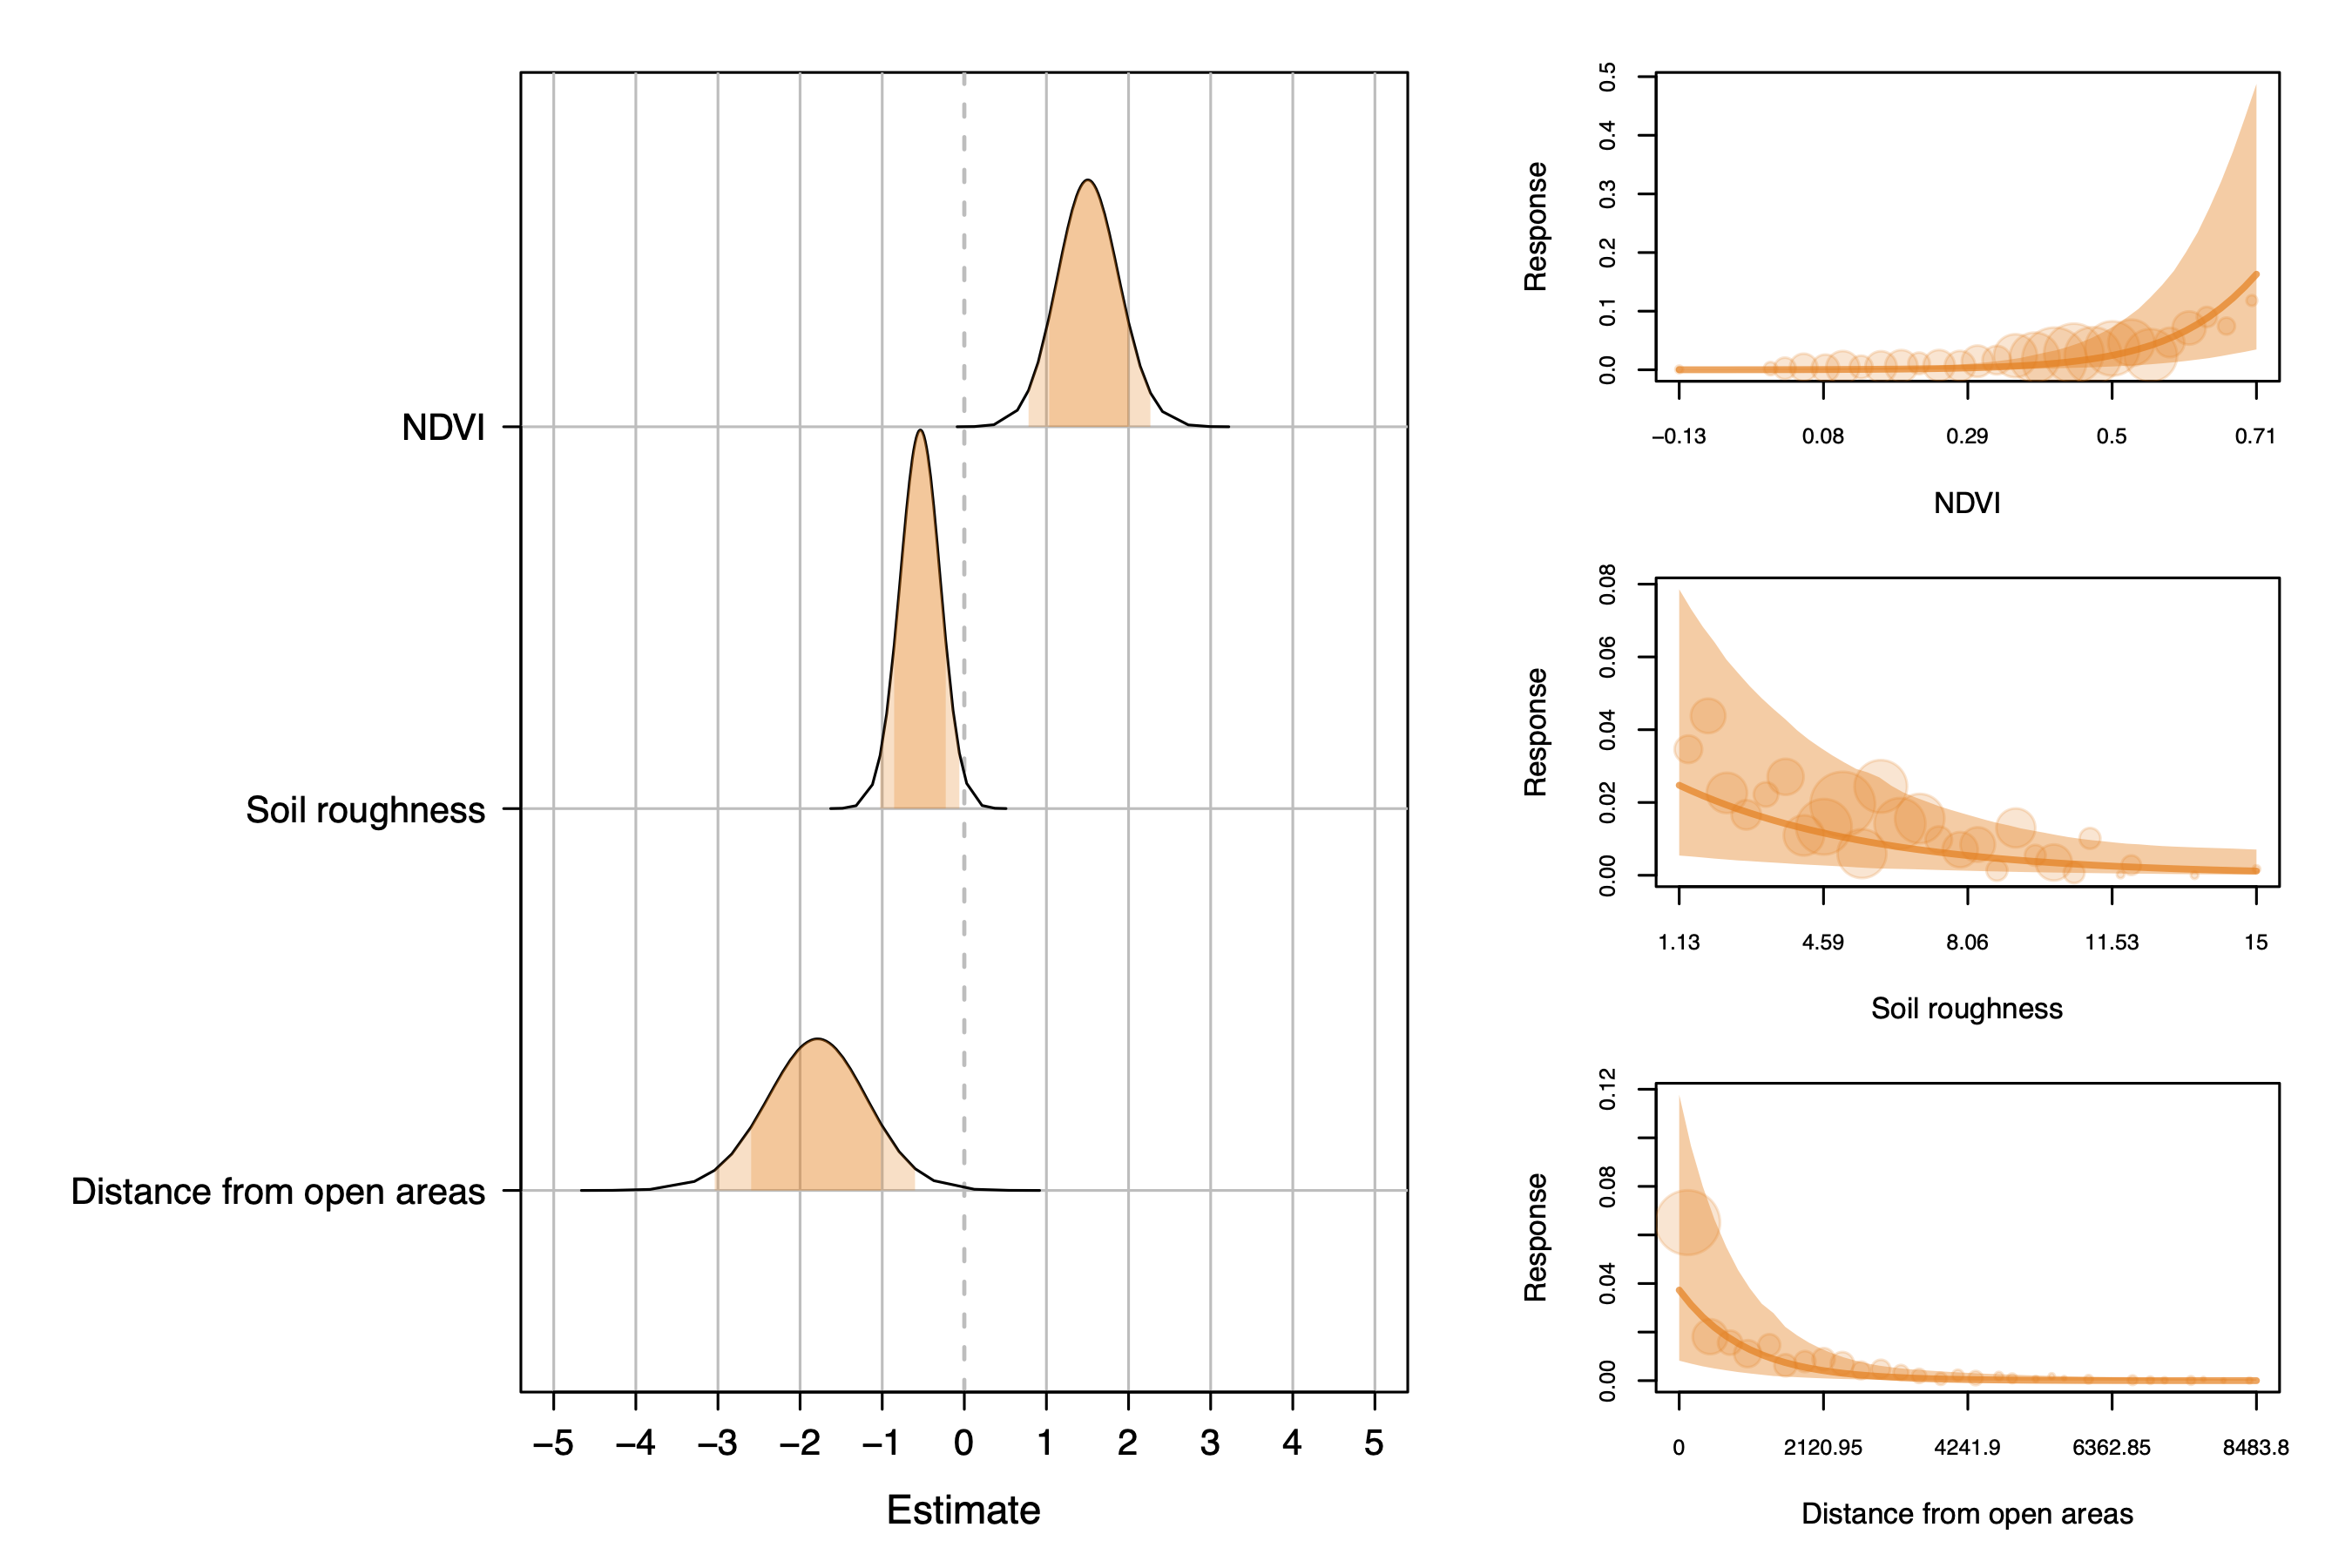 NDVI
Soil roughness
Distance from open areas
−5 −4 −3 −2 −1 0 1 2 3 4 5
Estimate
Response
0.0 0.1 0.2 0.3 0.4 0.5
−0.13 0.08 0.29 0.5 0.71
NDVI
Response
0.00 0.02 0.04 0.06 0.08
1.13 4.59 8.06 11.53 15
Soil roughness
Response
0.00 0.04 0.08 0.12
0 2120.95 4241.9 6362.85 8483.8
Distance from open areas